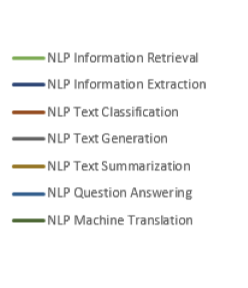 NLP Information Retrieval
NLP Information Extraction
NLP Text Classification
NLP Text Generation
NLP Text Summarization
NLP Question Answering
NLP Machine Translation